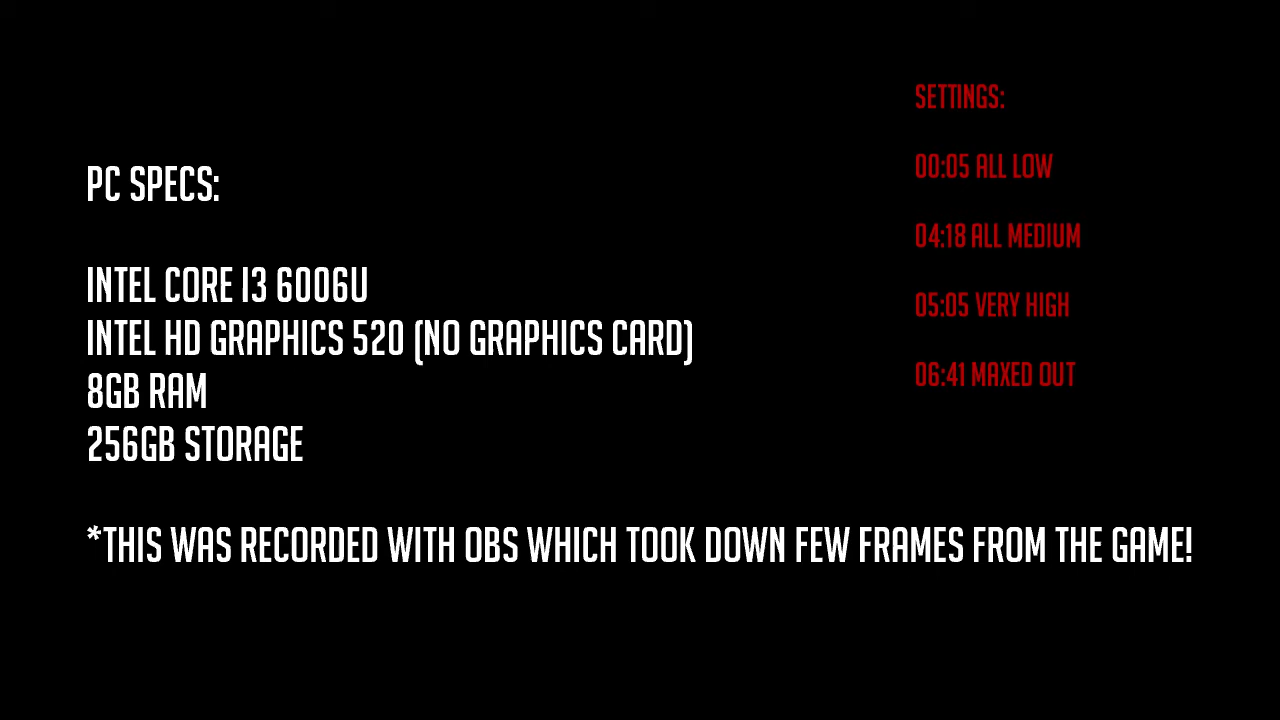 PC SPECS:
INTEL CORE I3 6006U
INTEL HD GRAPHICS 520 (NO GRAPHICS CARD)
8GB RAM
256GB STORAGE
*THIS WAS RECORDED WITH OBS WHICH TOOK DOWN FEW FRAMES FROM THE GAME!
SETTINGS:
00:05 ALL LOW
04:18 ALL MEDIUM
05:05 VERY HIGH
06:41 MAXED OUT